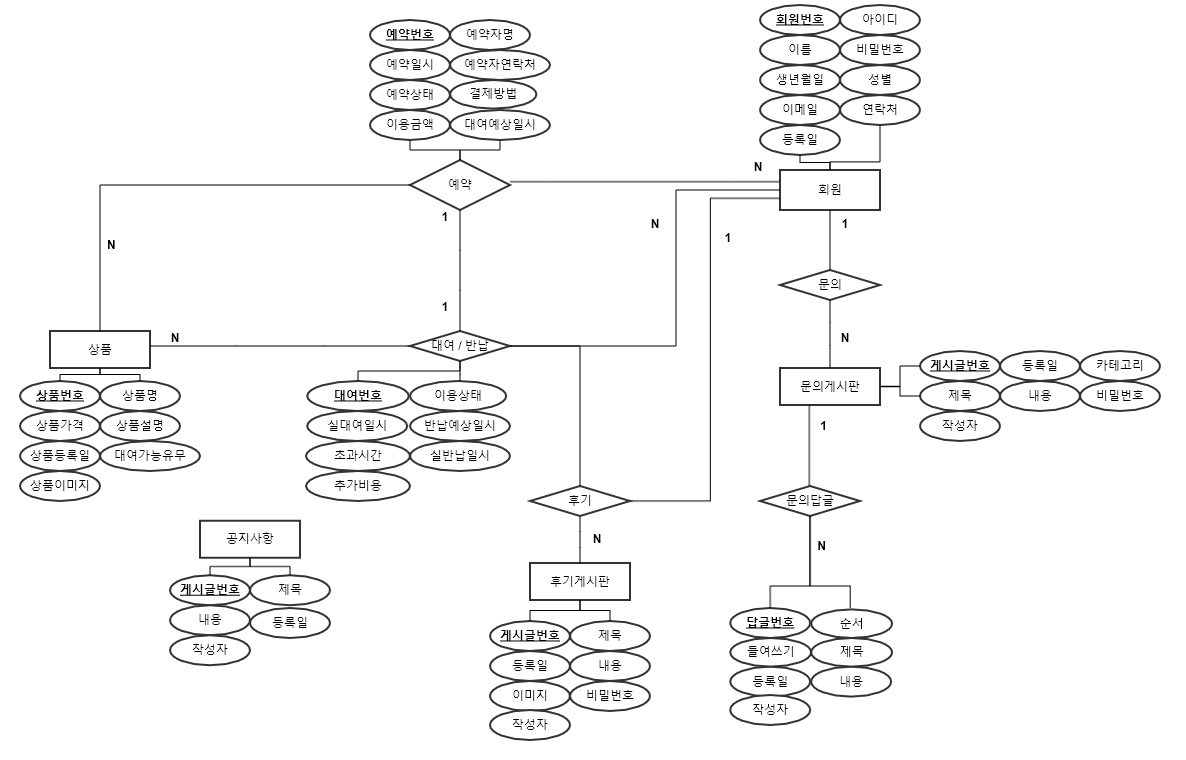 예약번호 예약자명
예약일시 예약자연락처
예약상태 결제방법
이용금액 대여예상일시
예약
회원번호 아이디
이름 비밀번호
생년월일 성별
이메일 연락처
등록일
회원
N
N
1
N
1
1
1
문의
N
문의게시판
게시글번호 등록일 카테고리
제목 내용 비밀번호
작성자
1
문의답글
N
답글번호 순서
들여쓰기 제목
등록일 내용
작성자
상품
N
대여 / 반납
상품번호 상품명
상품가격 상품설명
상품등록일 대여가능유무
상품이미지
대여번호 이용상태
실대여일시 반납예상일시
초과시간 실반납일시
추가비용
후기
N
후기게시판
게시글번호 제목
등록일 내용
이미지 비밀번호
작성자
공지사항
게시글번호 제목
내용 등록일
작성자